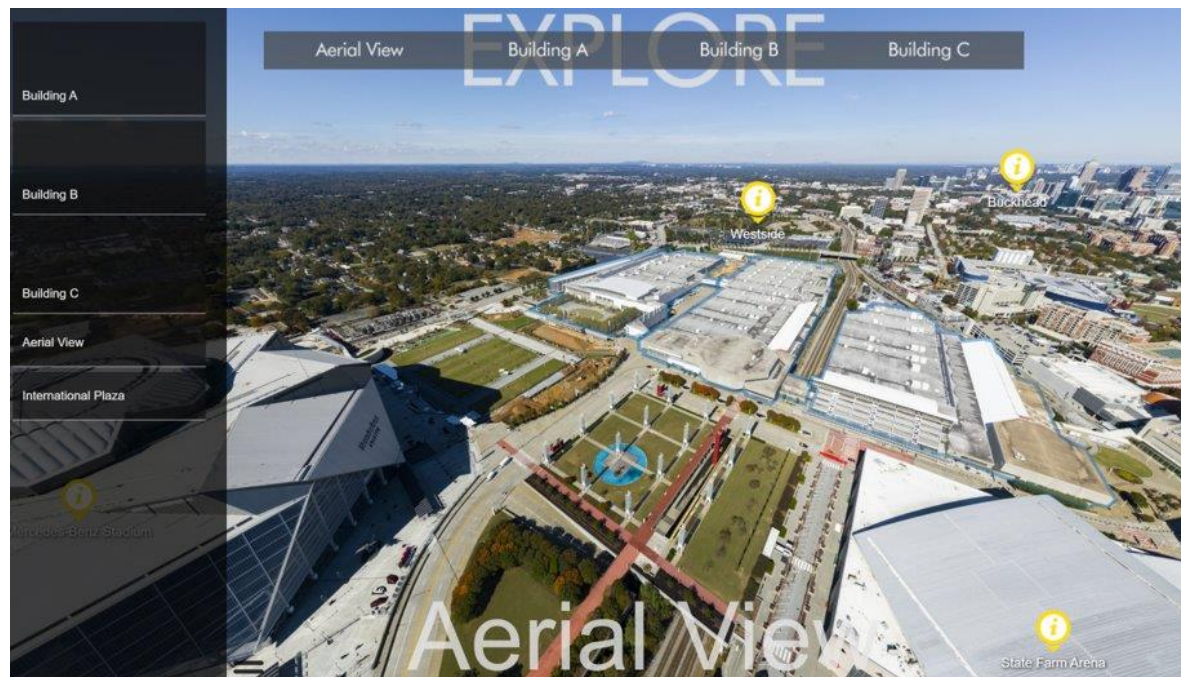 EXPLORE
Aerial View
Building A
Building B
Building C
Building A
Building B
Building C
Aerial View
International Plaza
Buckhead
Westside
Mercedes-Benz Stadium
State Farm Arena
Aerial View